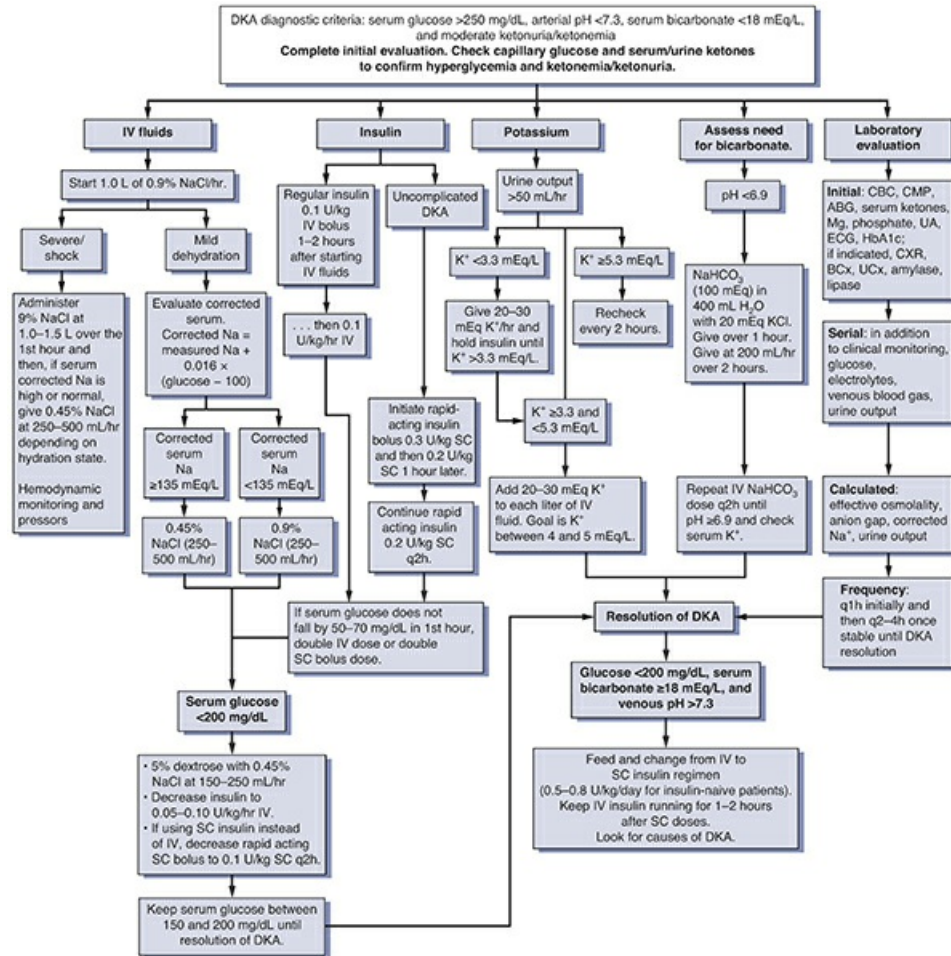 DKA diagnostic criteria: serum glucose >250 mg/dL, arterial pH <7.3, serum bicarbonate <18 mEq/L,
and moderate ketonuria/ketonemia
Complete initial evaluation. Check capillary glucose and serum/urine ketones
to confirm hyperglycemia and ketonemia/ketonuria.
IV fluids
Start 1.0 L of 0.9% NaCl/hr.
Severe/
shock
Administer
9% NaCl at
1.0–1.5 L over the
1st hour and
then, if serum
corrected Na is
high or normal,
give 0.45% NaCl
at 250–500 mL/hr
depending on
hydration state.
Hemodynamic
monitoring and
pressors
Mild
dehydration
Evaluate corrected
serum.
Corrected Na =
measured Na +
0.016 ×
(glucose – 100)
Corrected
serum
Na
≥135 mEq/L
0.45%
NaCl (250–
500 mL/hr)
Corrected
serum
Na
<135 mEq/L
0.9%
NaCl (250–
500 mL/hr)
Insulin
Regular insulin
0.1 U/kg
IV bolus
1–2 hours
after starting
IV fluids
. . . then 0.1
U/kg/hr IV
Uncomplicated
DKA
Initiate rapid-
acting insulin
bolus 0.3 U/kg SC
and then 0.2 U/kg
SC 1 hour later.
Continue rapid
acting insulin
0.2 U/kg SC
q2h.
If serum glucose does not
fall by 50–70 mg/dL in 1st hour,
double IV dose or double
SC bolus dose.
Serum glucose
<200 mg/dL
• 5% dextrose with 0.45%
NaCl at 150–250 mL/hr
• Decrease insulin to
0.05–0.10 U/kg/hr IV.
• If using SC insulin instead
of IV, decrease rapid acting
SC bolus to 0.1 U/kg SC q2h.
Keep serum glucose between
150 and 200 mg/dL until
resolution of DKA.
Potassium
Urine output
>50 mL/hr
K⁺ <3.3 mEq/L
Give 20–30
mEq K⁺/hr and
hold insulin until
K⁺ >3.3 mEq/L.
K⁺ ≥5.3 mEq/L
Recheck
every 2 hours.
K⁺ ≥3.3 and
<5.3 mEq/L
Add 20–30 mEq K⁺
to each liter of IV
fluid. Goal is K⁺
between 4 and 5 mEq/L.
Assess need
for bicarbonate.
pH <6.9
NaHCO₃
(100 mEq) in
400 mL H₂O
with 20 mEq KCl.
Give over 1 hour.
Give at 200 mL/hr
over 2 hours.
Repeat IV NaHCO₃
dose q2h until
pH ≥6.9 and check
serum K⁺.
Laboratory
evaluation
Initial: CBC, CMP,
ABG, serum ketones,
Mg, phosphate, UA,
ECG, HbA1c;
if indicated, CXR,
BCx, UCx, amylase,
lipase
Serial: in addition
to clinical monitoring,
glucose,
electrolytes,
venous blood gas,
urine output
Calculated:
effective osmolality,
anion gap, corrected
Na⁺, urine output
Frequency:
q1h initially and
then q2–4h once
stable until DKA
resolution
Resolution of DKA
Glucose <200 mg/dL, serum
bicarbonate ≥18 mEq/L, and
venous pH >7.3
Feed and change from IV to
SC insulin regimen
(0.5–0.8 U/kg/day for insulin-naive patients).
Keep IV insulin running for 1–2 hours
after SC doses.
Look for causes of DKA.